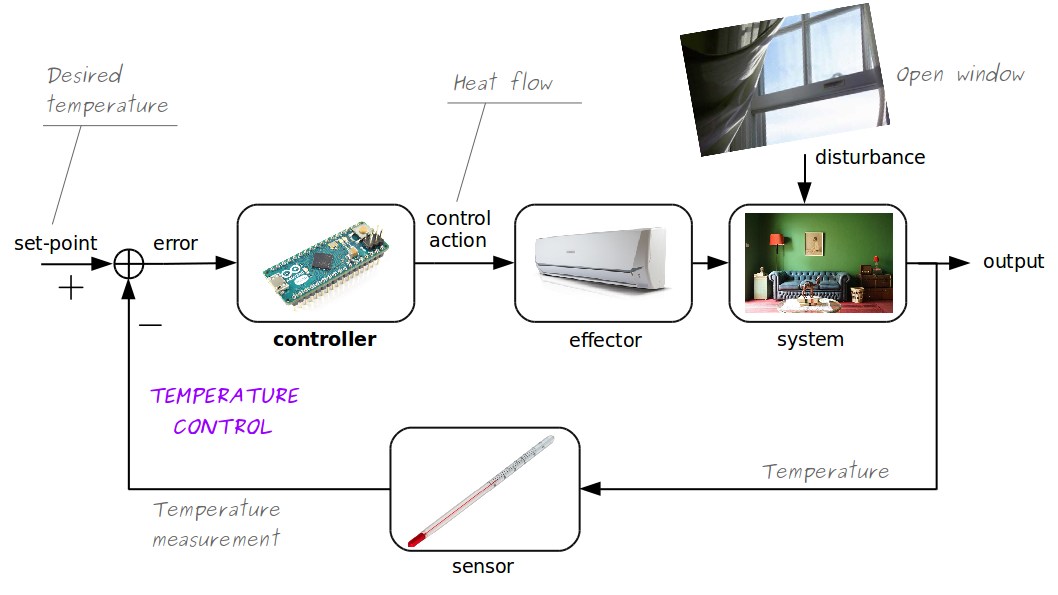 Desired
temperature
Heat flow
Open window
disturbance
set-point
error
control
action
output
+
−
controller
effector
system
TEMPERATURE
CONTROL
Temperature
Temperature
measurement
sensor